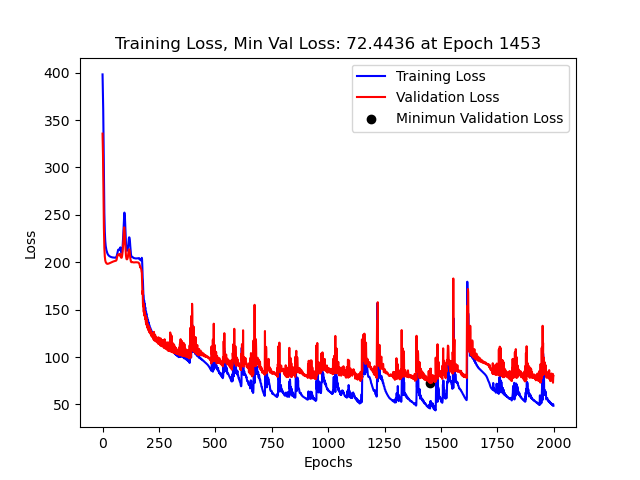 Training Loss, Min Val Loss: 72.4436 at Epoch 1453
Training Loss
Validation Loss
Minimun Validation Loss
Loss
400
350
300
250
200
150
100
50
0 250 500 750 1000 1250 1500 1750 2000
Epochs